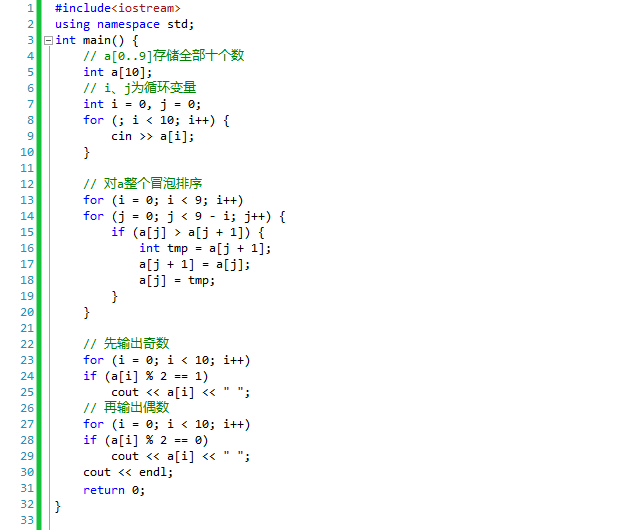 1 #include<iostream>
2 using namespace std;
3 int main() {
4     // a[0..9]存储全部十个数
5     int a[10];
6     // i、j为循环变量
7     int i = 0, j = 0;
8     for (; i < 10; i++) {
9         cin >> a[i];
10     }
11
12     // 对a整个冒泡排序
13     for (i = 0; i < 9; i++)
14     for (j = 0; j < 9 - i; j++) {
15         if (a[j] > a[j + 1]) {
16             int tmp = a[j + 1];
17             a[j + 1] = a[j];
18             a[j] = tmp;
19         }
20     }
21
22     // 先输出奇数
23     for (i = 0; i < 10; i++)
24     if (a[i] % 2 == 1)
25         cout << a[i] << " ";
26     // 再输出偶数
27     for (i = 0; i < 10; i++)
28     if (a[i] % 2 == 0)
29         cout << a[i] << " ";
30     cout << endl;
31     return 0;
32 }
33